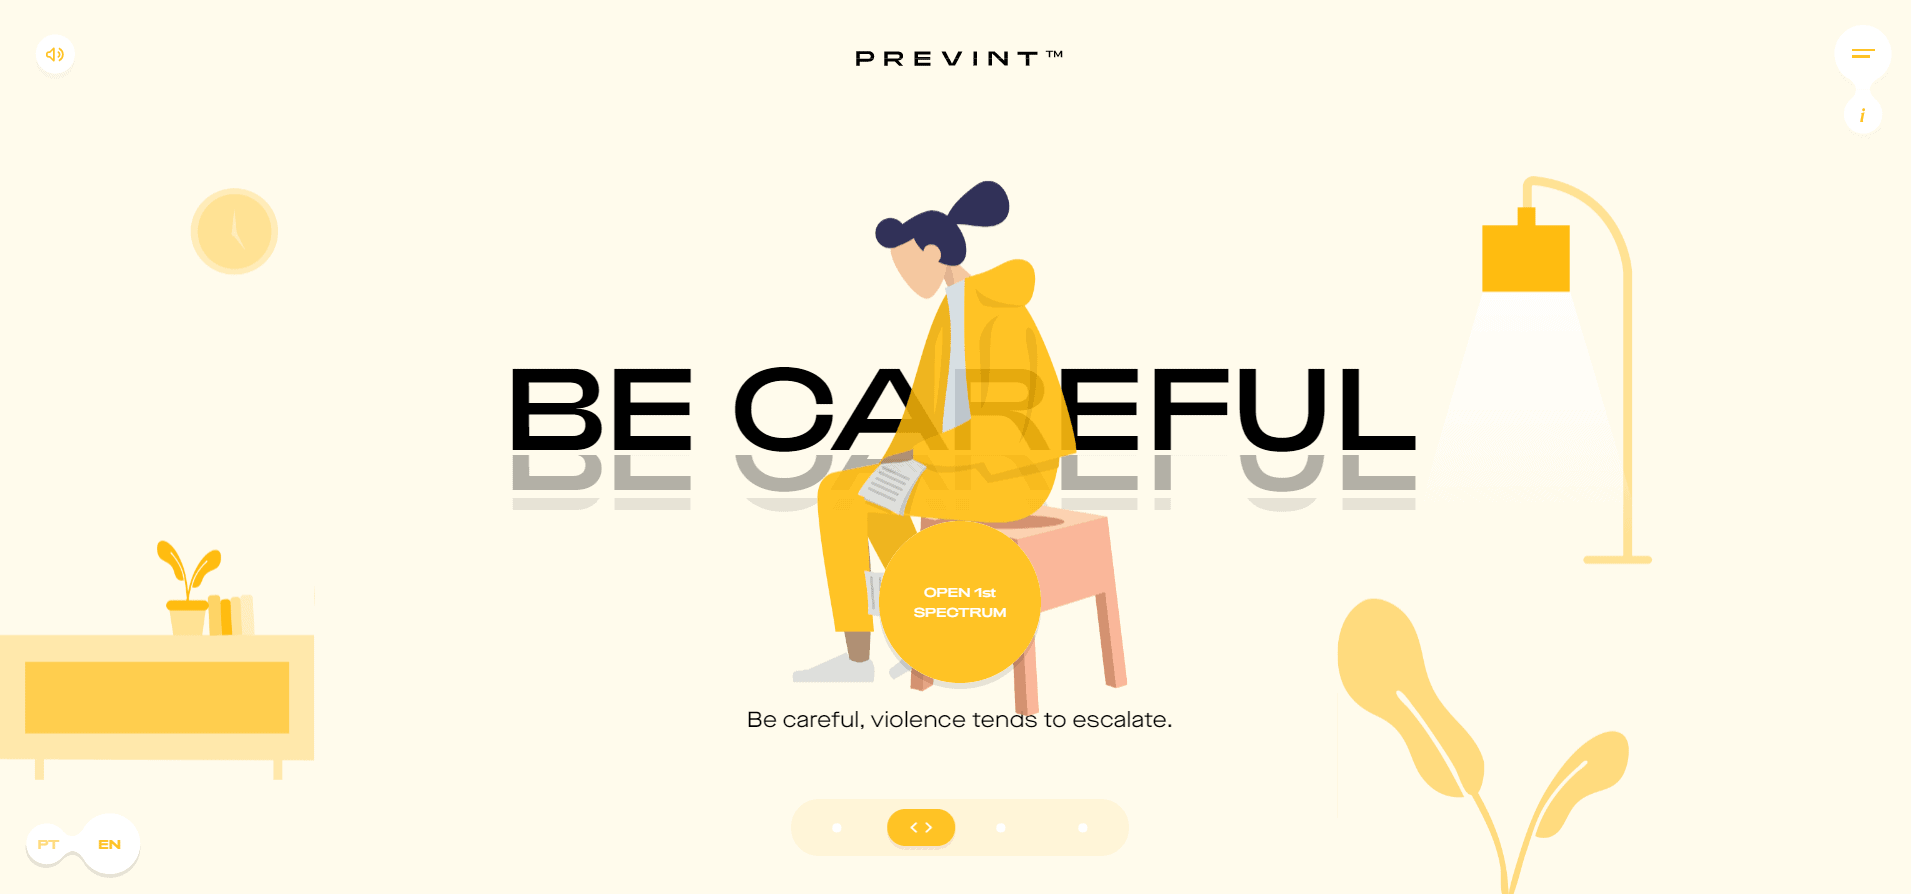 PREVINT™
i
BE CAREFUL
OPEN 1st
SPECTRUM
Be careful, violence tends to escalate.
PT EN